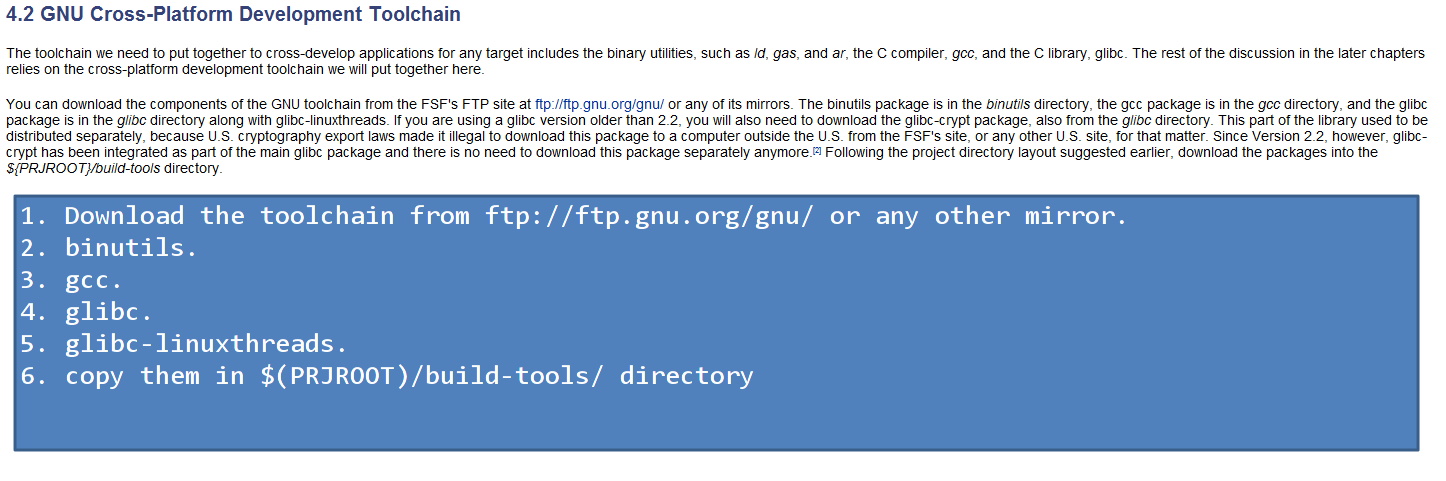 4.2 GNU Cross-Platform Development Toolchain
The toolchain we need to put together to cross-develop applications for any target includes the binary utilities, such as ld, gas, and ar, the C compiler, gcc, and the C library, glibc. The rest of the discussion in the later chapters
relies on the cross-platform development toolchain we will put together here.
You can download the components of the GNU toolchain from the FSF's FTP site at ftp://ftp.gnu.org/gnu/ or any of its mirrors. The binutils package is in the binutils directory, the gcc package is in the gcc directory, and the glibc
package is in the glibc directory along with glibc-linuxthreads. If you are using a glibc version older than 2.2, you will also need to download the glibc-crypt package, also from the glibc directory. This part of the library used to be
distributed separately, because U.S. cryptography export laws made it illegal to download this package to a computer outside the U.S. from the FSF's site, or any other U.S. site, for that matter. Since Version 2.2, however, glibc-
crypt has been integrated as part of the main glibc package and there is no need to download this package separately anymore.[2] Following the project directory layout suggested earlier, download the packages into the
${PRJROOT}/build-tools directory.
1. Download the toolchain from ftp://ftp.gnu.org/gnu/ or any other mirror.
2. binutils.
3. gcc.
4. glibc.
5. glibc-linuxthreads.
6. copy them in $(PRJROOT)/build-tools/ directory